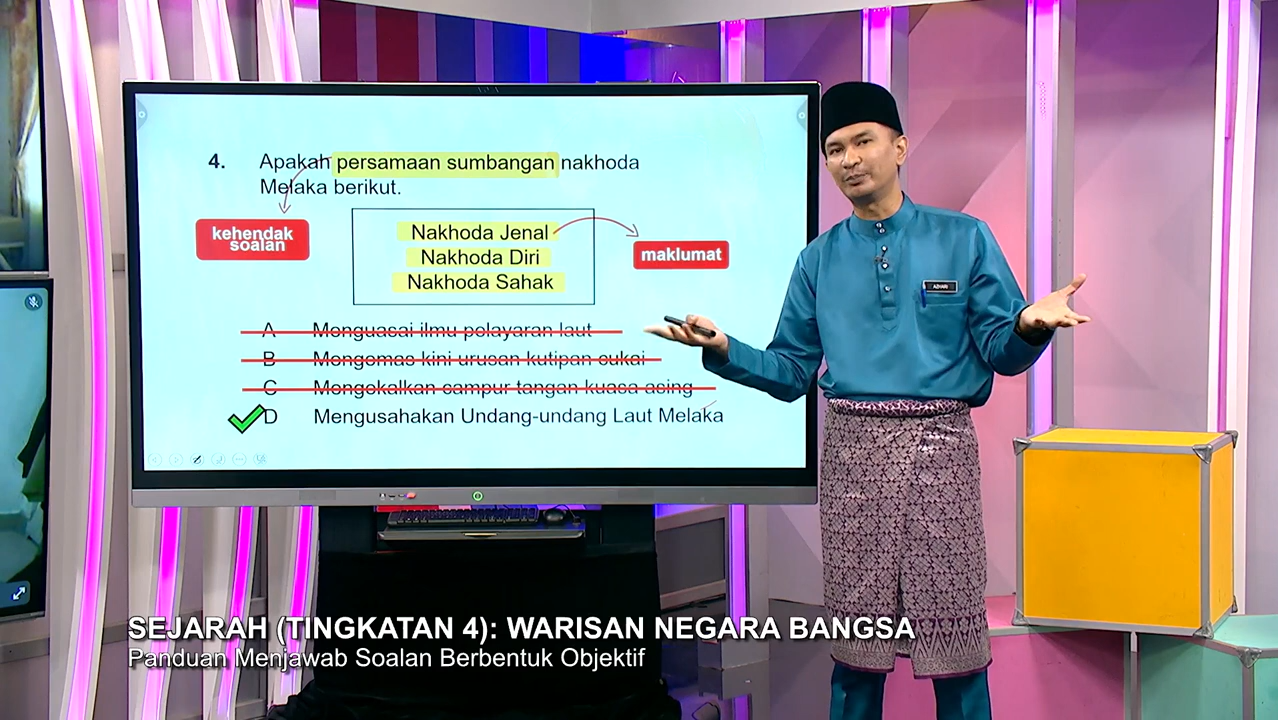 4. Apakah persamaan sumbangan nakhoda
Melaka berikut.
kehendak
soalan
Nakhoda Jenal
Nakhoda Diri
Nakhoda Sahak
maklumat
A Menguasai ilmu pelayaran laut
B Mengemas kini urusan kutipan cukai
C Mengekalkan campur tangan kuasa asing
D Mengusahakan Undang-undang Laut Melaka
AZHARI
SEJARAH (TINGKATAN 4): WARISAN NEGARA BANGSA
Panduan Menjawab Soalan Berbentuk Objektif